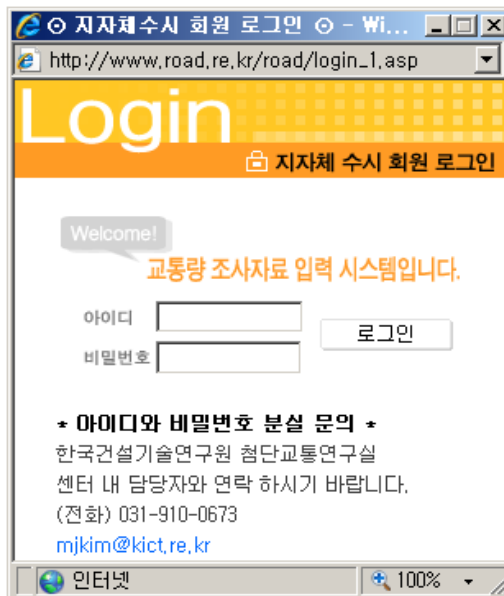 ⊙ 지자체수시 회원 로그인 ⊙ - Wi...
http://www.road.re.kr/road/login_1.asp
Login
지자체 수시 회원 로그인
Welcome!
교통량 조사자료 입력 시스템입니다.
아이디
로그인
비밀번호
* 아이디와 비밀번호 분실 문의 *
한국건설기술연구원 첨단교통연구실
센터 내 담당자와 연락 하시기 바랍니다.
(전화) 031-910-0673
mjkim@kict.re.kr
인터넷
100%